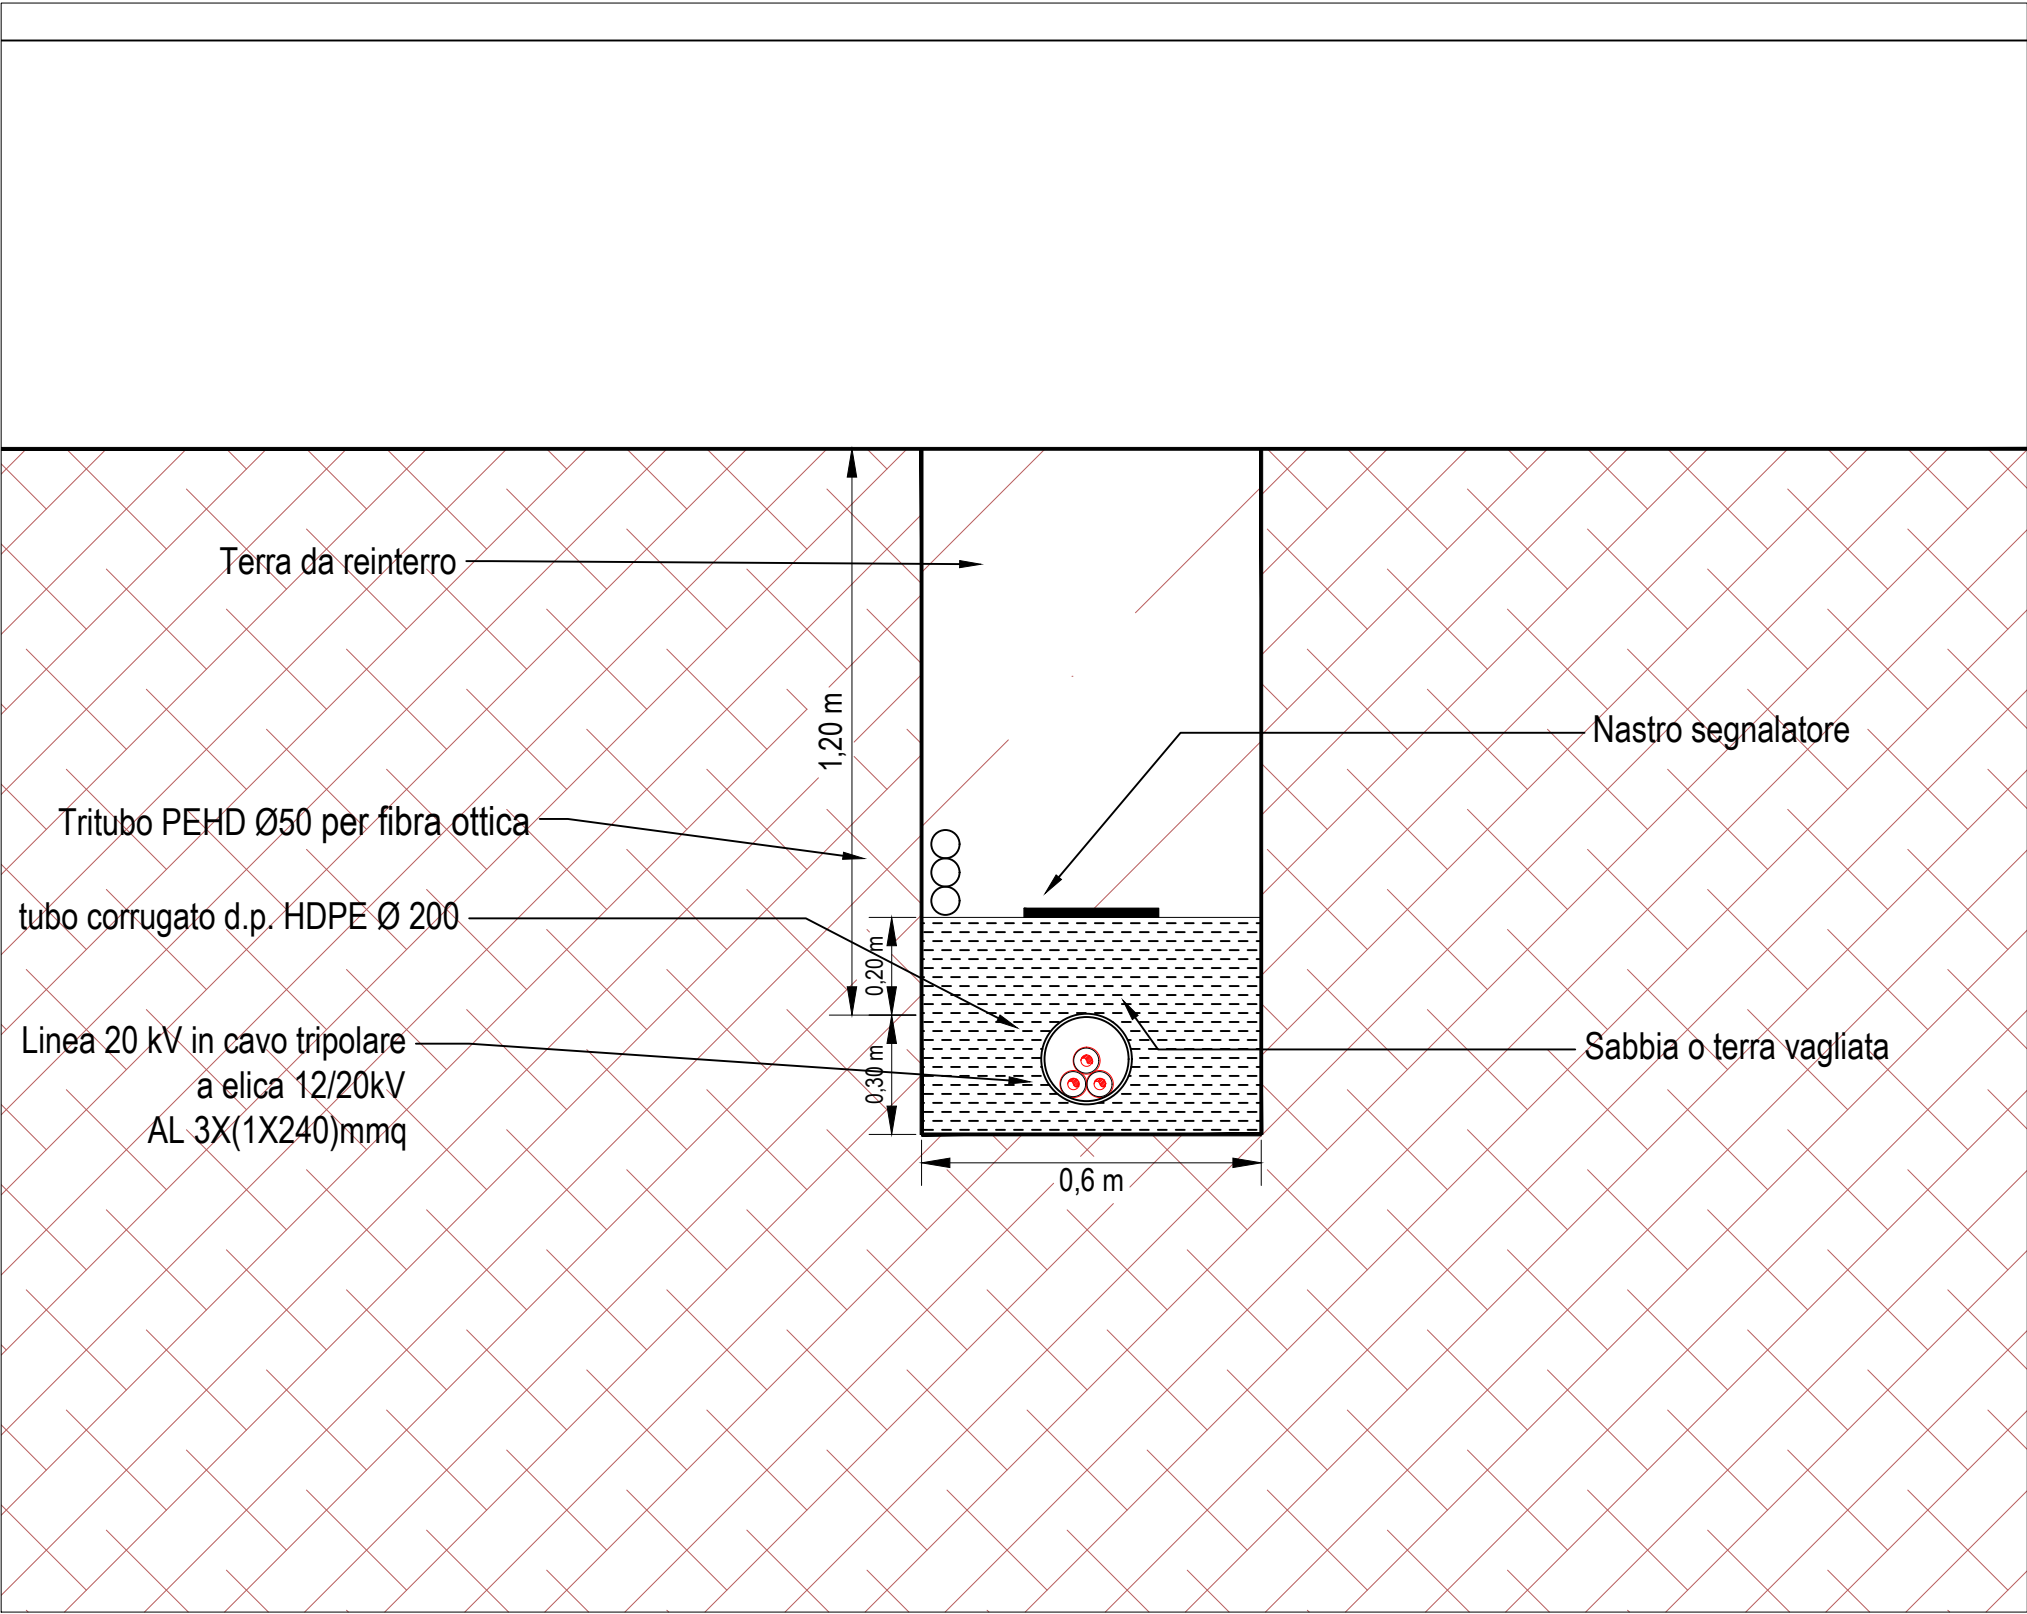 Terra da reinterro
1,20 m
Nastro segnalatore
Tritubo PEHD Ø50 per fibra ottica
tubo corrugato d.p. HDPE Ø 200
0,20 m
Linea 20 kV in cavo tripolare
a elica 12/20kV
AL 3X(1X240)mmq
0,30 m
Sabbia o terra vagliata
0,6 m